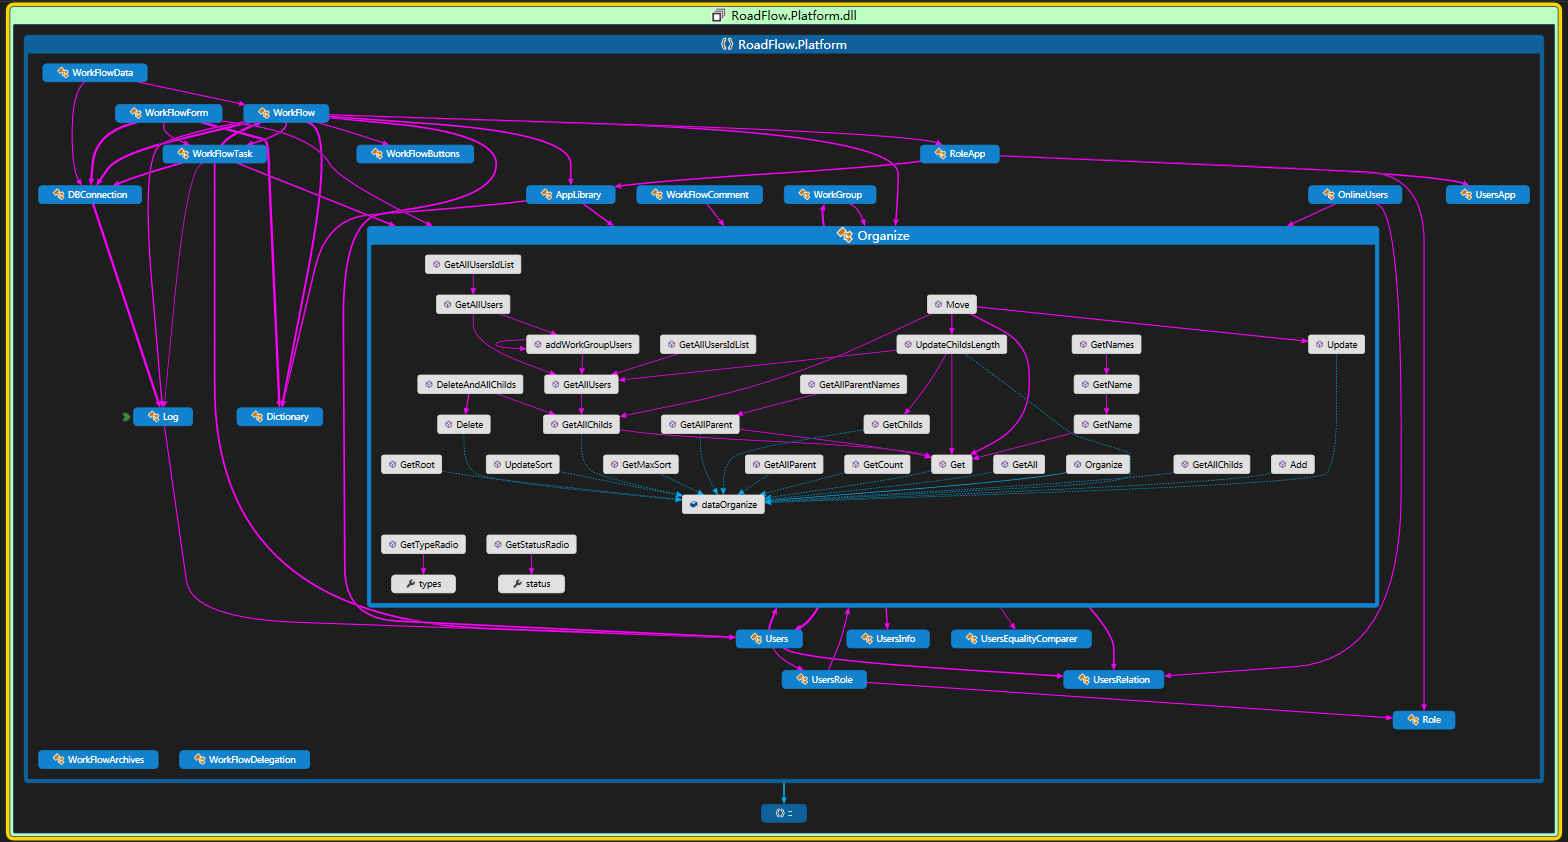 RoadFlow.Platform.dll
RoadFlow.Platform
WorkFlowData
WorkFlowForm
WorkFlow
WorkFlowTask
WorkFlowButtons
RoleApp
DBConnection
AppLibrary
WorkFlowComment
WorkGroup
OnlineUsers
UsersApp
Organize
GetAllUsersIdList
GetAllUsers
Move
addWorkGroupUsers
GetAllUsersIdList
UpdateChildsLength
GetNames
Update
DeleteAndAllChilds
GetAllUsers
GetAllParentNames
GetName
Log
Dictionary
Delete
GetAllChilds
GetAllParent
GetChilds
GetName
GetRoot
UpdateSort
GetMaxSort
GetAllParent
GetCount
Get
GetAll
Organize
GetAllChilds
Add
dataOrganize
GetTypeRadio
GetStatusRadio
types
status
Users
UsersInfo
UsersEqualityComparer
UsersRole
UsersRelation
Role
WorkFlowArchives
WorkFlowDelegation